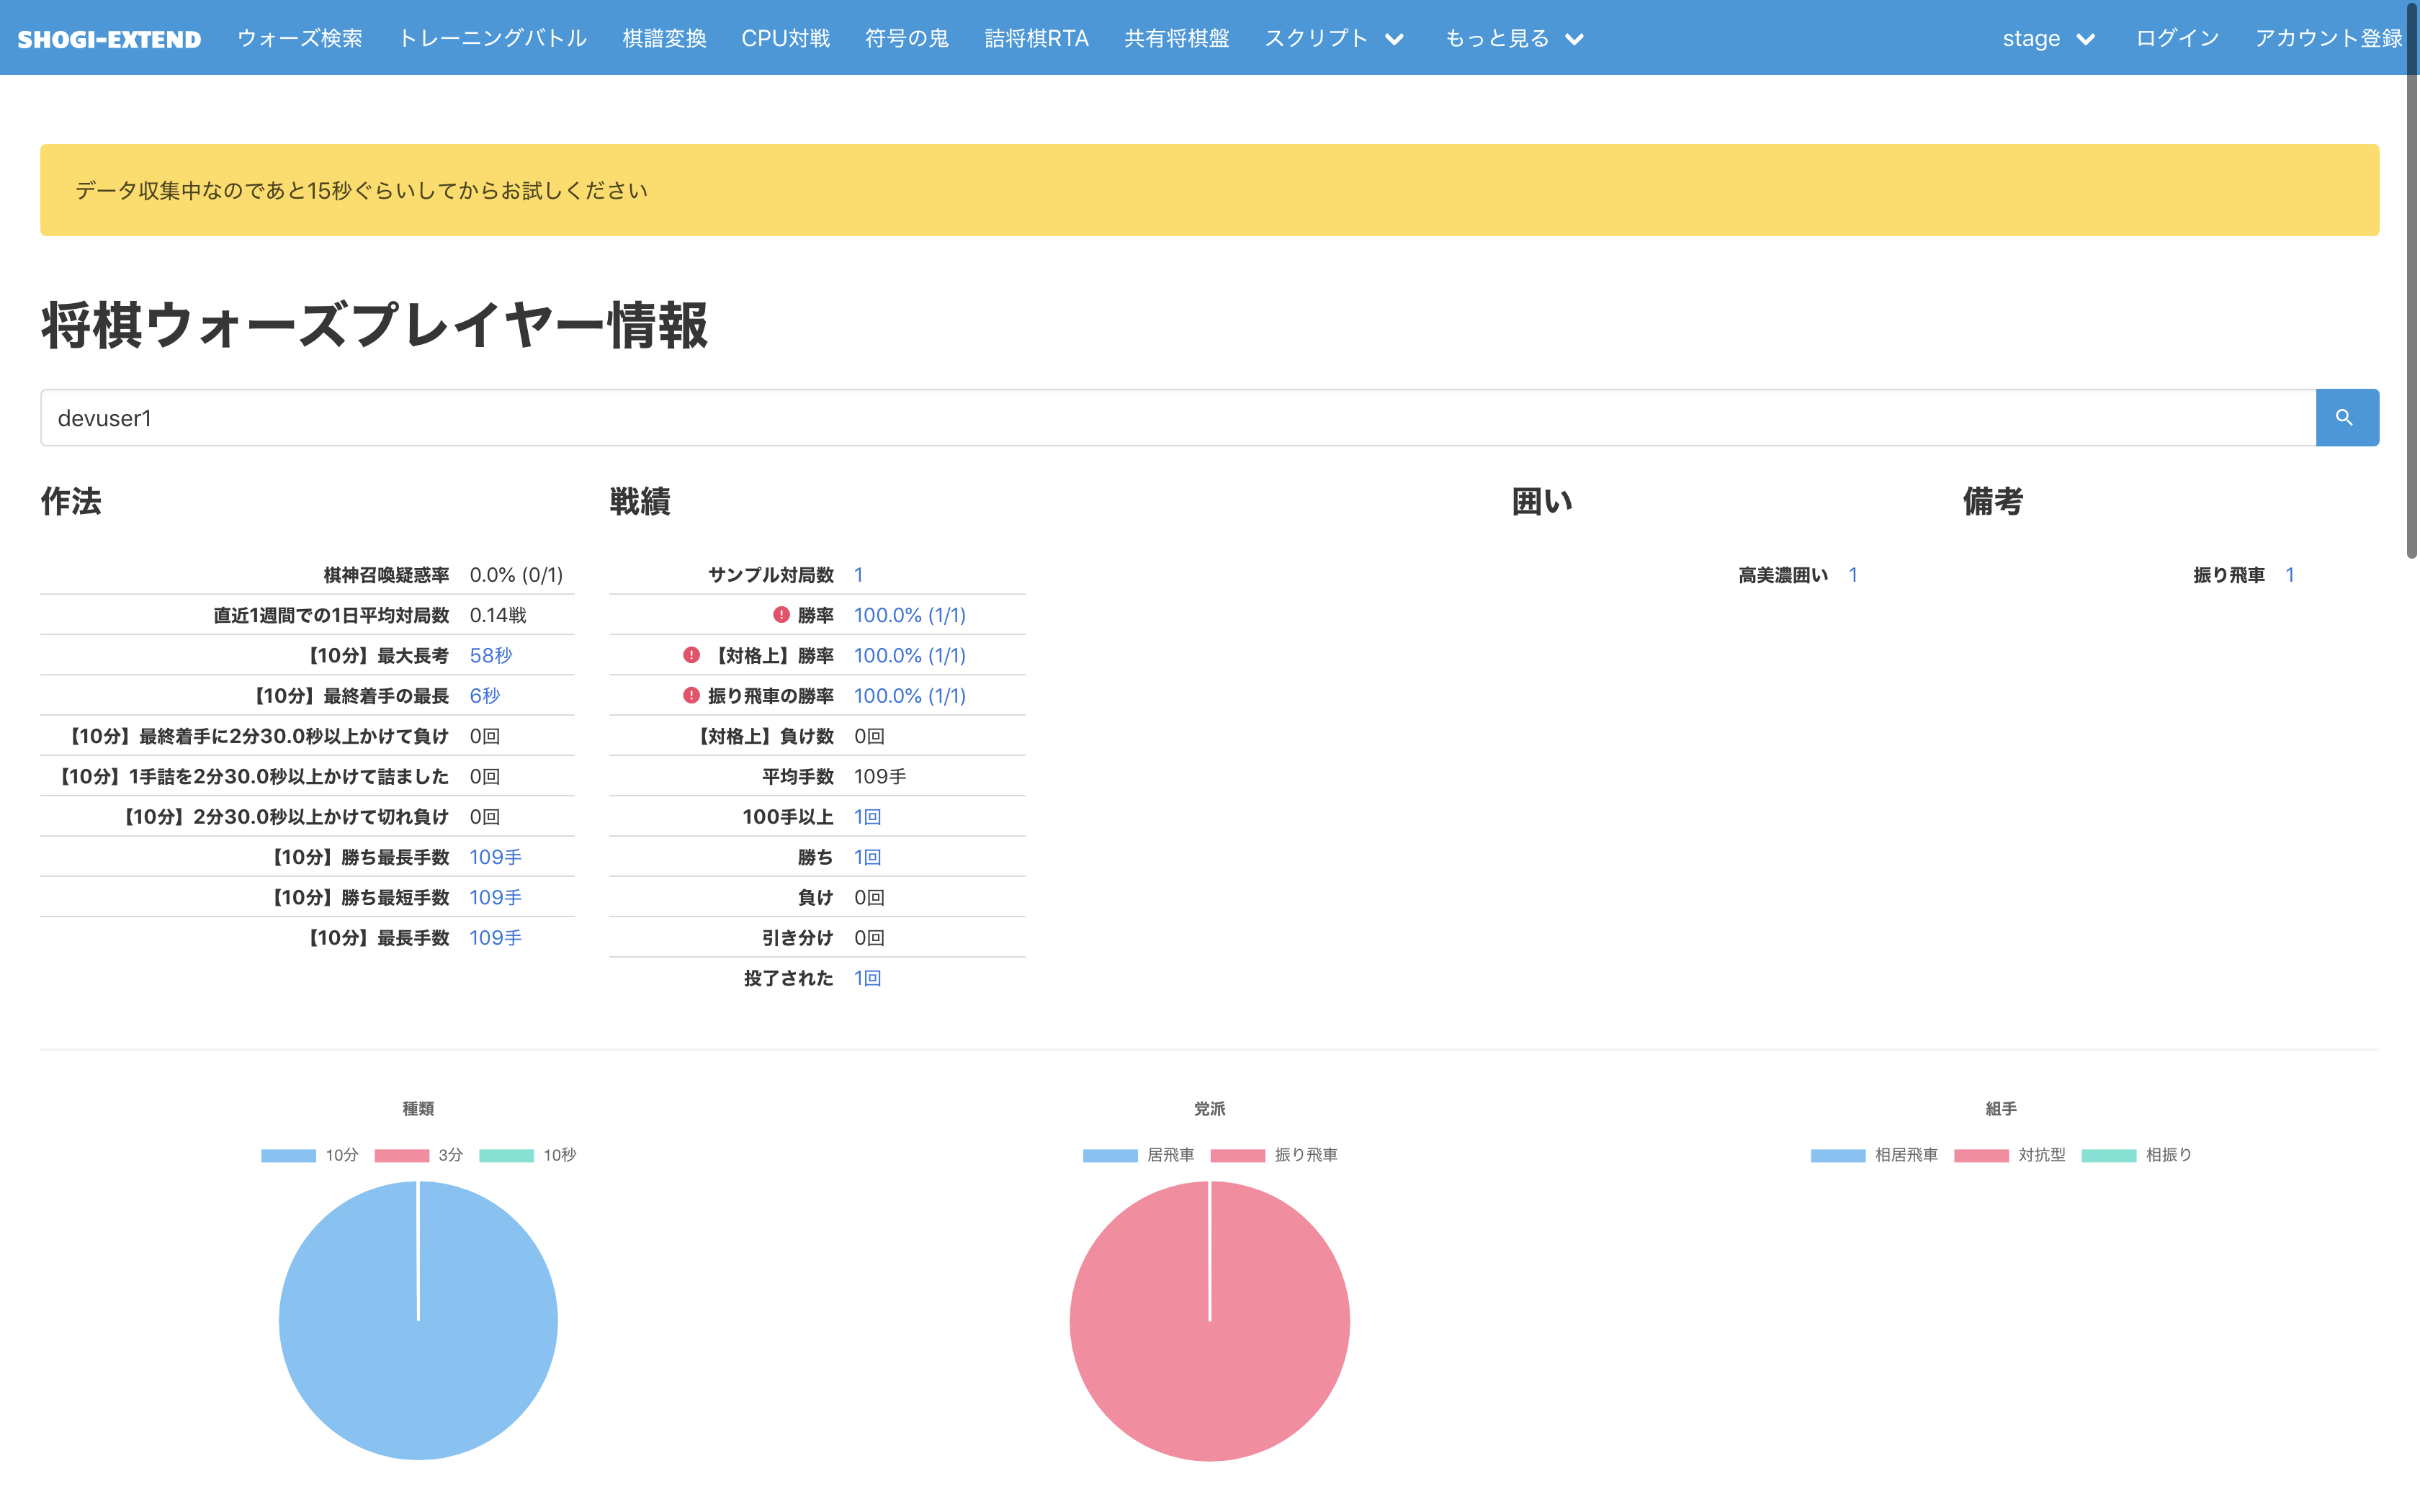 SHOGI-EXTEND ウォーズ検索 トレーニングバトル 棋譜変換 CPU対戦 符号の鬼 詰将棋RTA 共有将棋盤 スクリプト もっと見る stage ログイン アカウント登録
データ収集中なのであと15秒ぐらいしてからお試しください
将棋ウォーズプレイヤー情報
devuser1
作法
棋神召喚疑惑率 0.0% (0/1)
直近1週間での1日平均対局数 0.14戦
【10分】最大長考 58秒
【10分】最終着手の最長 6秒
【10分】最終着手に2分30.0秒以上かけて負け 0回
【10分】1手詰を2分30.0秒以上かけて詰ました 0回
【10分】2分30.0秒以上かけて切れ負け 0回
【10分】勝ち最長手数 109手
【10分】勝ち最短手数 109手
【10分】最長手数 109手
戦績
サンプル対局数 1
勝率 100.0% (1/1)
【対格上】勝率 100.0% (1/1)
振り飛車の勝率 100.0% (1/1)
【対格上】負け数 0回
平均手数 109手
100手以上 1回
勝ち 1回
負け 0回
引き分け 0回
投了された 1回
囲い
高美濃囲い 1
備考
振り飛車 1
種類
10分 3分 10秒
党派
居飛車 振り飛車
組手
相居飛車 対抗型 相振り